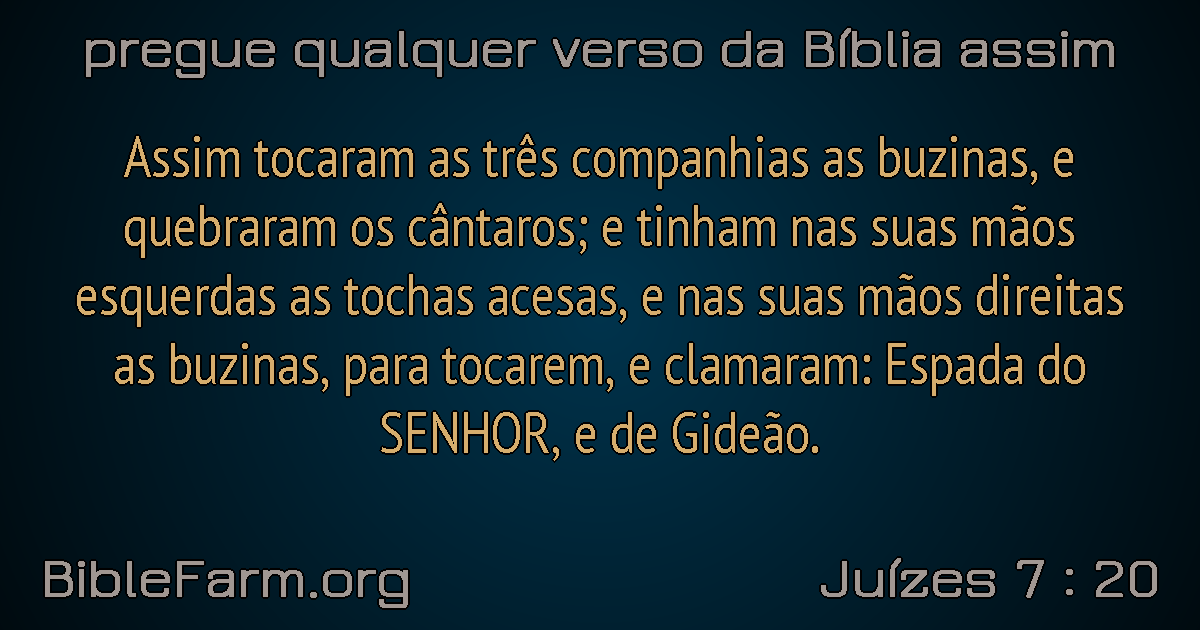 pregue qualquer verso da Bíblia assim
Assim tocaram as três companhias as buzinas, e
quebraram os cântaros; e tinham nas suas mãos
esquerdas as tochas acesas, e nas suas mãos direitas
as buzinas, para tocarem, e clamaram: Espada do
SENHOR, e de Gideão.
BibleFarm.org
Juízes 7 : 20